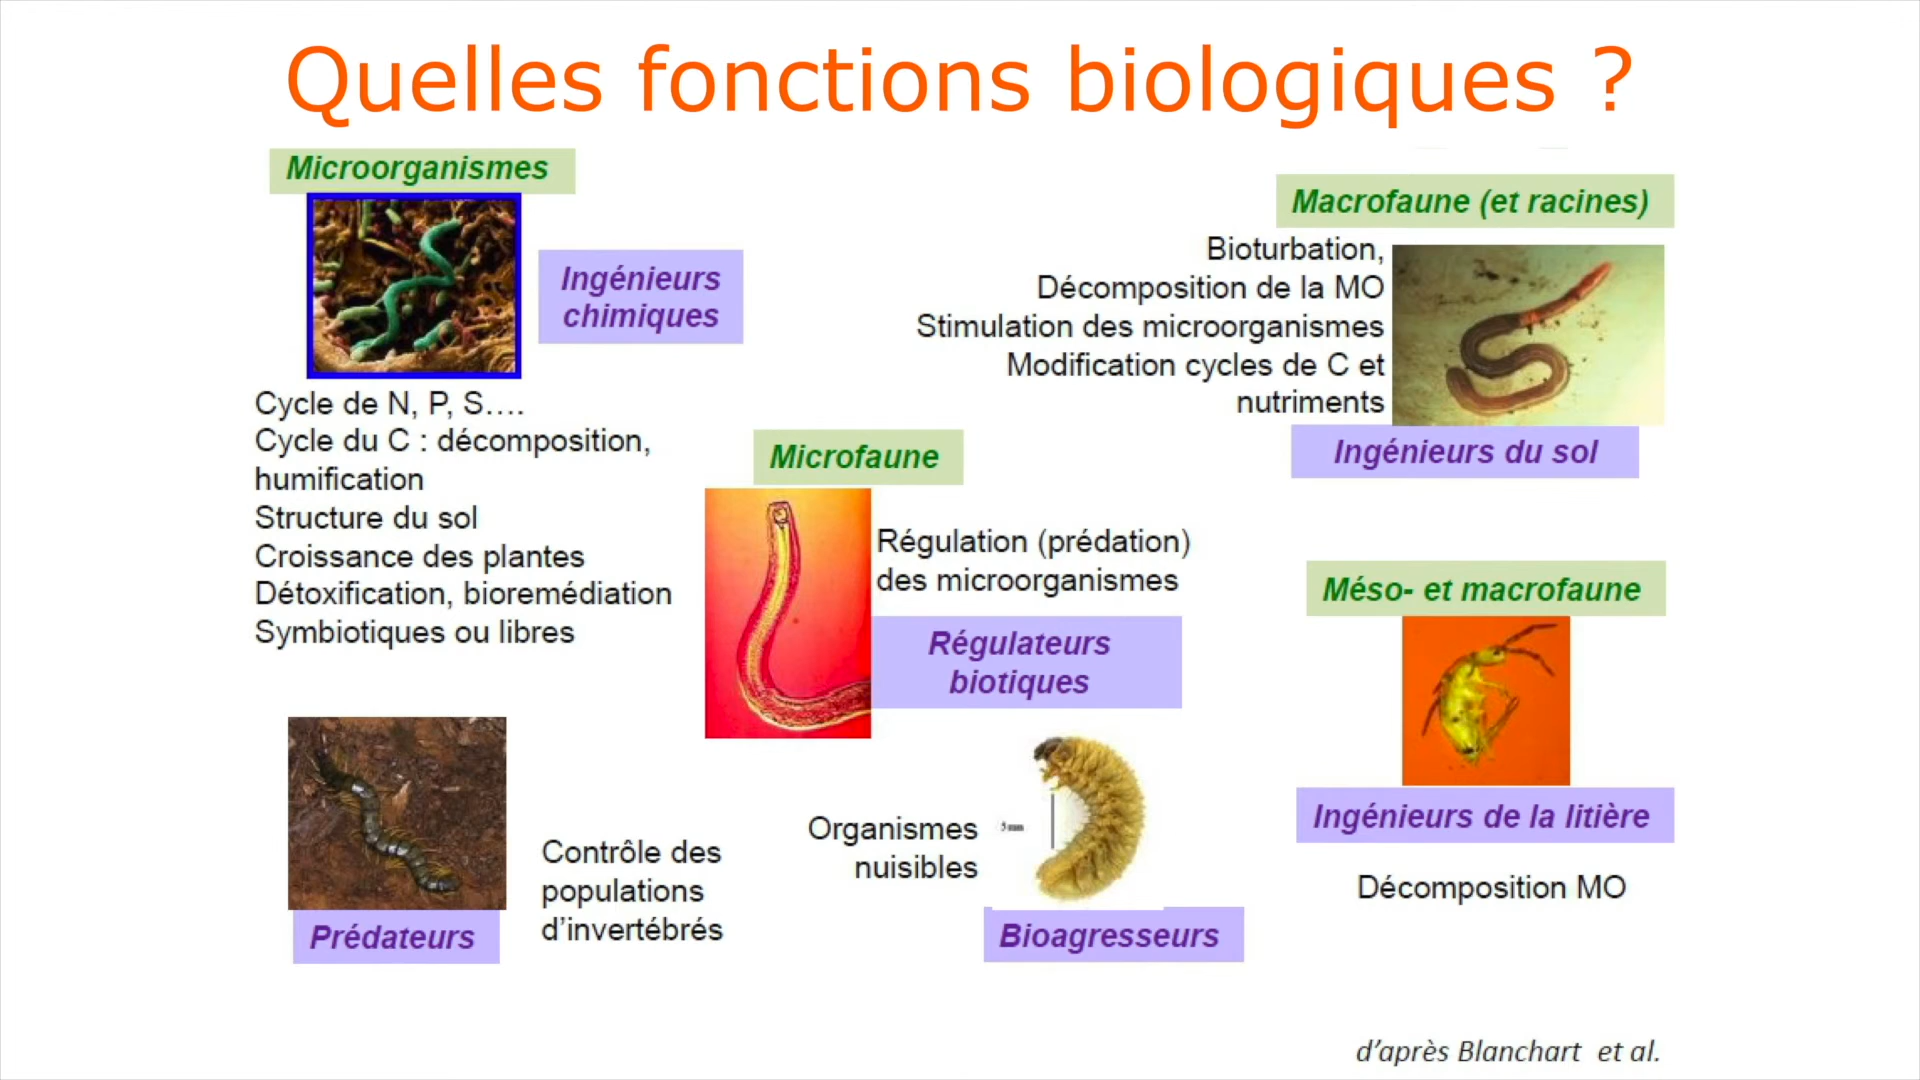 Quelles fonctions biologiques ?
Microorganismes
Ingénieurs
chimiques
Cycle de N, P, S….
Cycle du C : décomposition,
humification
Structure du sol
Croissance des plantes
Détoxification, bioremédiation
Symbiotiques ou libres
Macrofaune (et racines)
Bioturbation,
Décomposition de la MO
Stimulation des microorganismes
Modification cycles de C et
nutriments
Ingénieurs du sol
Microfaune
Régulation (prédation)
des microorganismes
Régulateurs
biotiques
Méso- et macrofaune
Ingénieurs de la litière
Décomposition MO
Contrôle des
populations
d’invertébrés
Prédateurs
Organismes
nuisibles
5 mm
Bioagresseurs
d’après Blanchart et al.